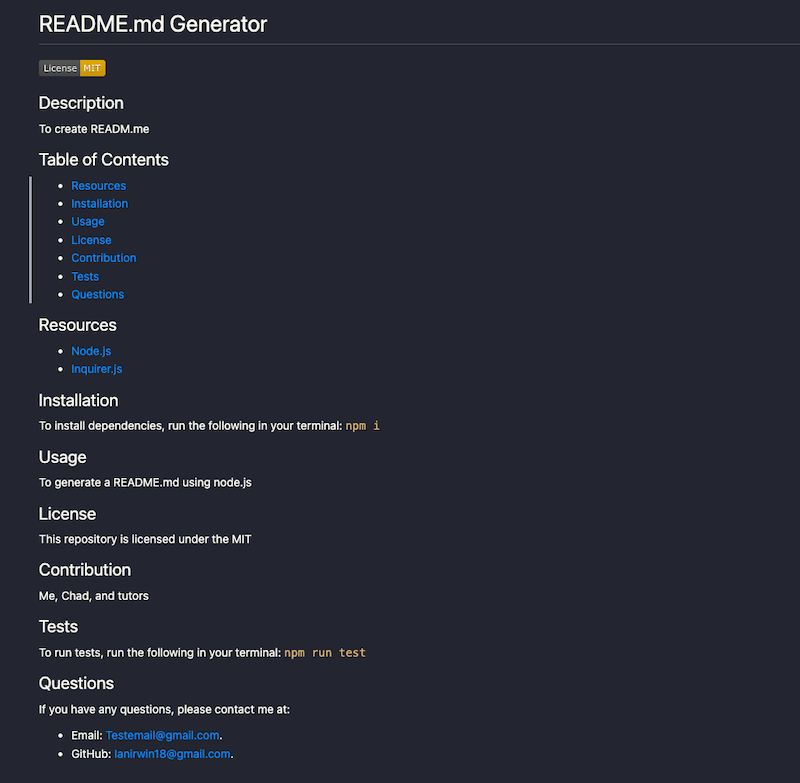 README.md Generator
License MIT
Description
To create READM.me
Table of Contents
Resources
Installation
Usage
License
Contribution
Tests
Questions
Resources
Node.js
Inquirer.js
Installation
To install dependencies, run the following in your terminal: npm i
Usage
To generate a README.md using node.js
License
This repository is licensed under the MIT
Contribution
Me, Chad, and tutors
Tests
To run tests, run the following in your terminal: npm run test
Questions
If you have any questions, please contact me at:
Email: Testemail@gmail.com.
GitHub: Ianirwin18@gmail.com.